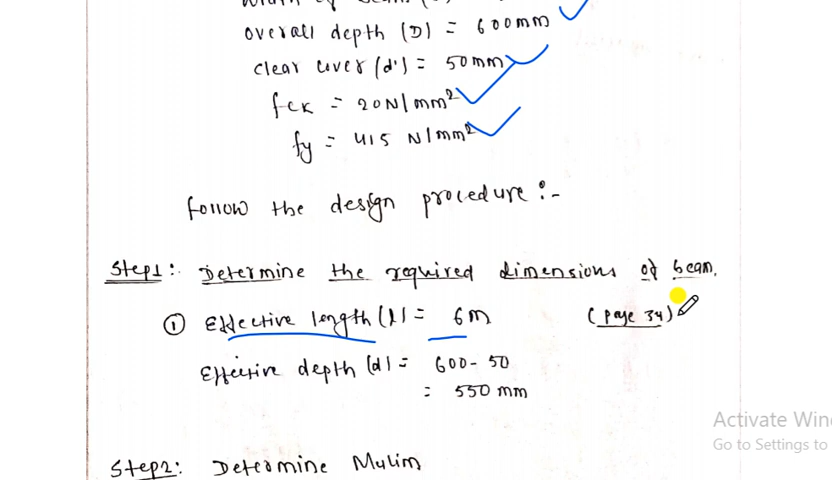 overall depth (D) = 600mm
clear cover (d') = 50mm
fck = 20N/mm²
fy = 415 N/mm²
follow the design procedure :-
Step1: Determine the required dimensions of beam.
① Effective length (l) = 6m (page 34)
Effective depth (d) = 600-50
= 550 mm
Step2: Determine Mulim
Activate Win
Go to Settings to